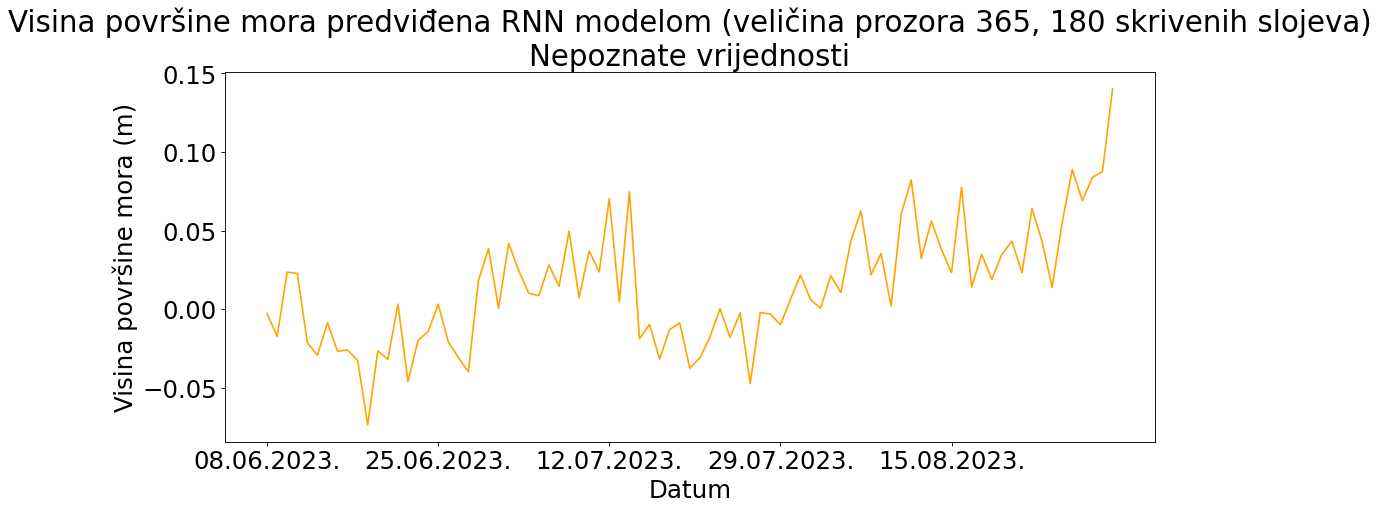 Visina površine mora predviđena RNN modelom (veličina prozora 365, 180 skrivenih slojeva)
Nepoznate vrijednosti
Visina površine mora (m)
0.15
0.10
0.05
0.00
−0.05
08.06.2023. 25.06.2023. 12.07.2023. 29.07.2023. 15.08.2023.
Datum